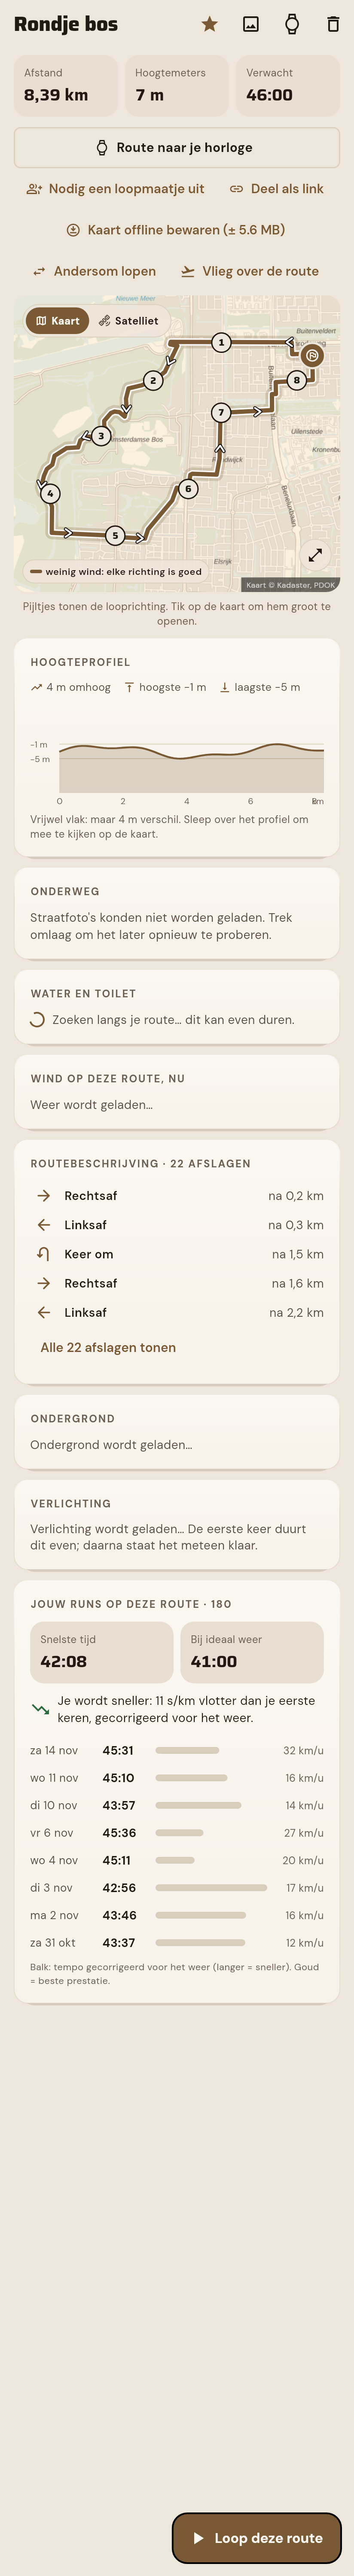 Rondje bos
Afstand
8,39 km
Hoogtemeters
7 m
Verwacht
46:00
Route naar je horloge
Nodig een loopmaatje uit
Deel als link
Kaart offline bewaren (± 5.6 MB)
Andersom lopen
Vlieg over de route
Nieuwe Meer
Kaart
Satelliet
Buitenveldert
1
2
8
3
7
Uilenstede
msterdamse Bos
Kronenbu
4
6
Beneluxbaan
5
Elsrijk
weinig wind: elke richting is goed
Kaart © Kadaster, PDOK
Pijltjes tonen de looprichting. Tik op de kaart om hem groot te
openen.
HOOGTEPROFIEL
4 m omhoog
hoogste -1 m
laagste -5 m
-1 m
-5 m
0
2
4
6
km
Vrijwel vlak: maar 4 m verschil. Sleep over het profiel om
mee te kijken op de kaart.
ONDERWEG
Straatfoto's konden niet worden geladen. Trek
omlaag om het later opnieuw te proberen.
WATER EN TOILET
Zoeken langs je route... dit kan even duren.
WIND OP DEZE ROUTE, NU
Weer wordt geladen...
ROUTEBESCHRIJVING · 22 AFSLAGEN
Rechtsaf na 0,2 km
Linksaf na 0,3 km
Keer om na 1,5 km
Rechtsaf na 1,6 km
Linksaf na 2,2 km
Alle 22 afslagen tonen
ONDERGROND
Ondergrond wordt geladen...
VERLICHTING
Verlichting wordt geladen... De eerste keer duurt
dit even; daarna staat het meteen klaar.
JOUW RUNS OP DEZE ROUTE · 180
Snelste tijd
42:08
Bij ideaal weer
41:00
Je wordt sneller: 11 s/km vlotter dan je eerste
keren, gecorrigeerd voor het weer.
za 14 nov 45:31 32 km/u
wo 11 nov 45:10 16 km/u
di 10 nov 43:57 14 km/u
vr 6 nov 45:36 27 km/u
wo 4 nov 45:11 20 km/u
di 3 nov 42:56 17 km/u
ma 2 nov 43:46 16 km/u
za 31 okt 43:37 12 km/u
Balk: tempo gecorrigeerd voor het weer (langer = sneller). Goud
= beste prestatie.
Loop deze route